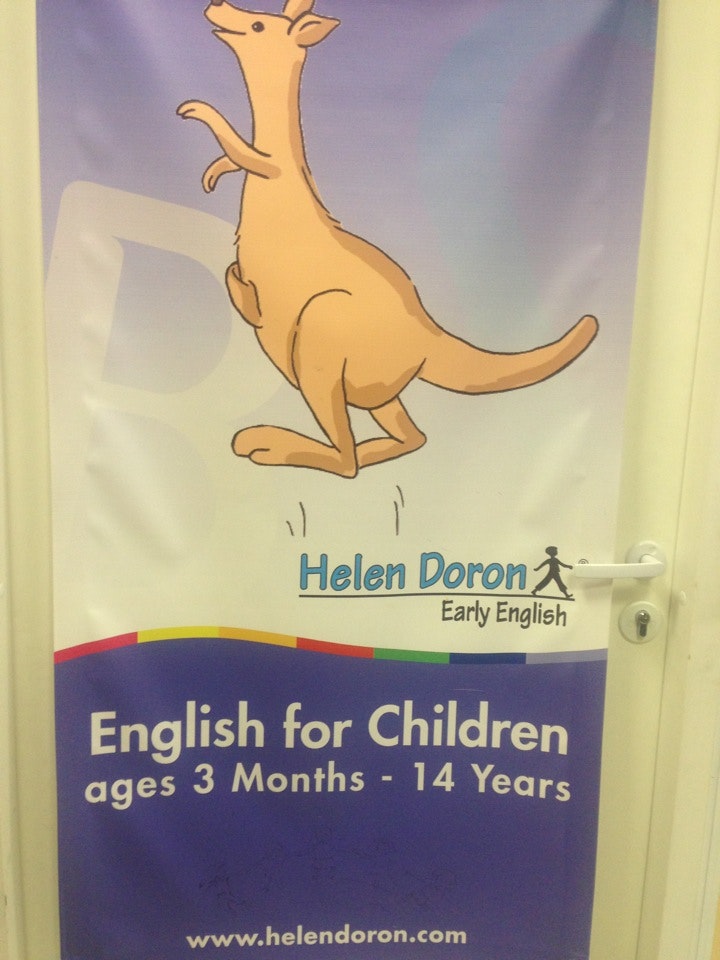 Helen Doron®
Early English
English for Children
ages 3 Months - 14 Years
www.helendoron.com